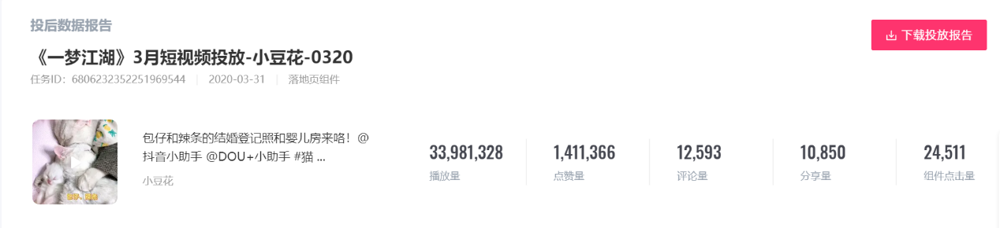 投后数据报告
下载投放报告
《一梦江湖》3月短视频投放-小豆花-0320
任务ID：6806232352251969544 | 2020-03-31 | 落地页组件
包仔和辣条的结婚登记照和婴儿房来咯！@
抖音小助手 @DOU+小助手 #猫 ...
小豆花
33,981,328
播放量
1,411,366
点赞量
12,593
评论量
10,850
分享量
24,511
组件点击量